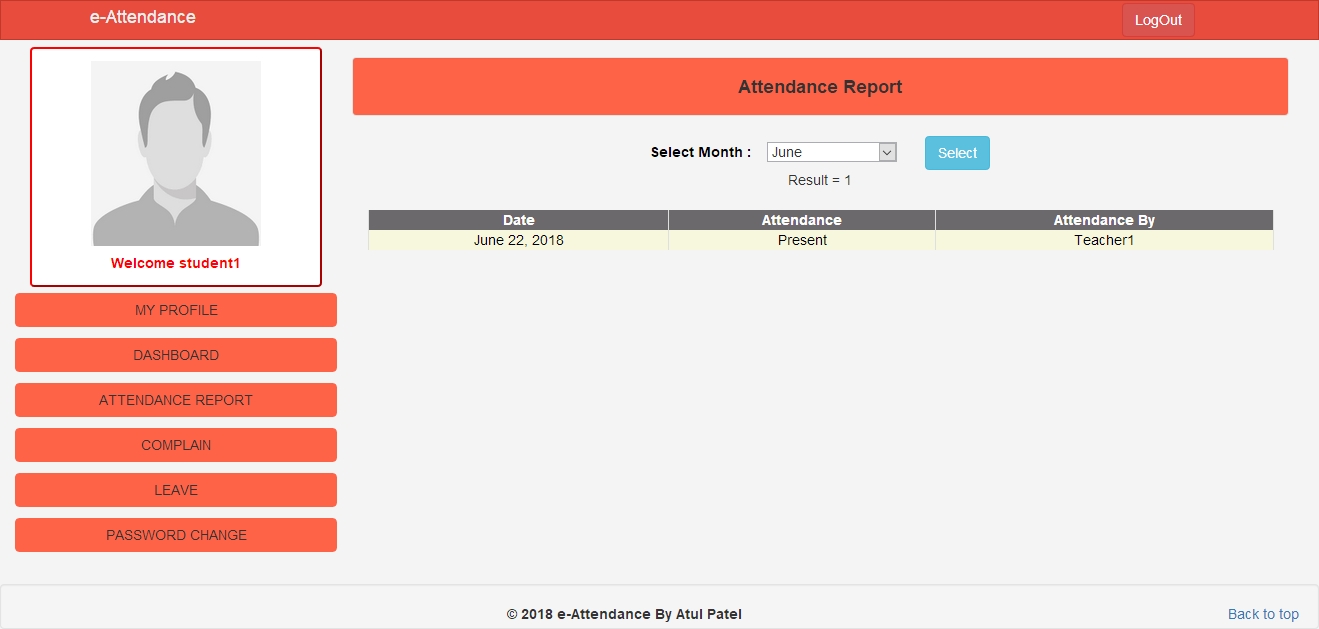 e-Attendance
LogOut
Welcome student1
MY PROFILE
DASHBOARD
ATTENDANCE REPORT
COMPLAIN
LEAVE
PASSWORD CHANGE
Attendance Report
Select Month : June Select
Result = 1
Date Attendance Attendance By
June 22, 2018 Present Teacher1
© 2018 e-Attendance By Atul Patel
Back to top